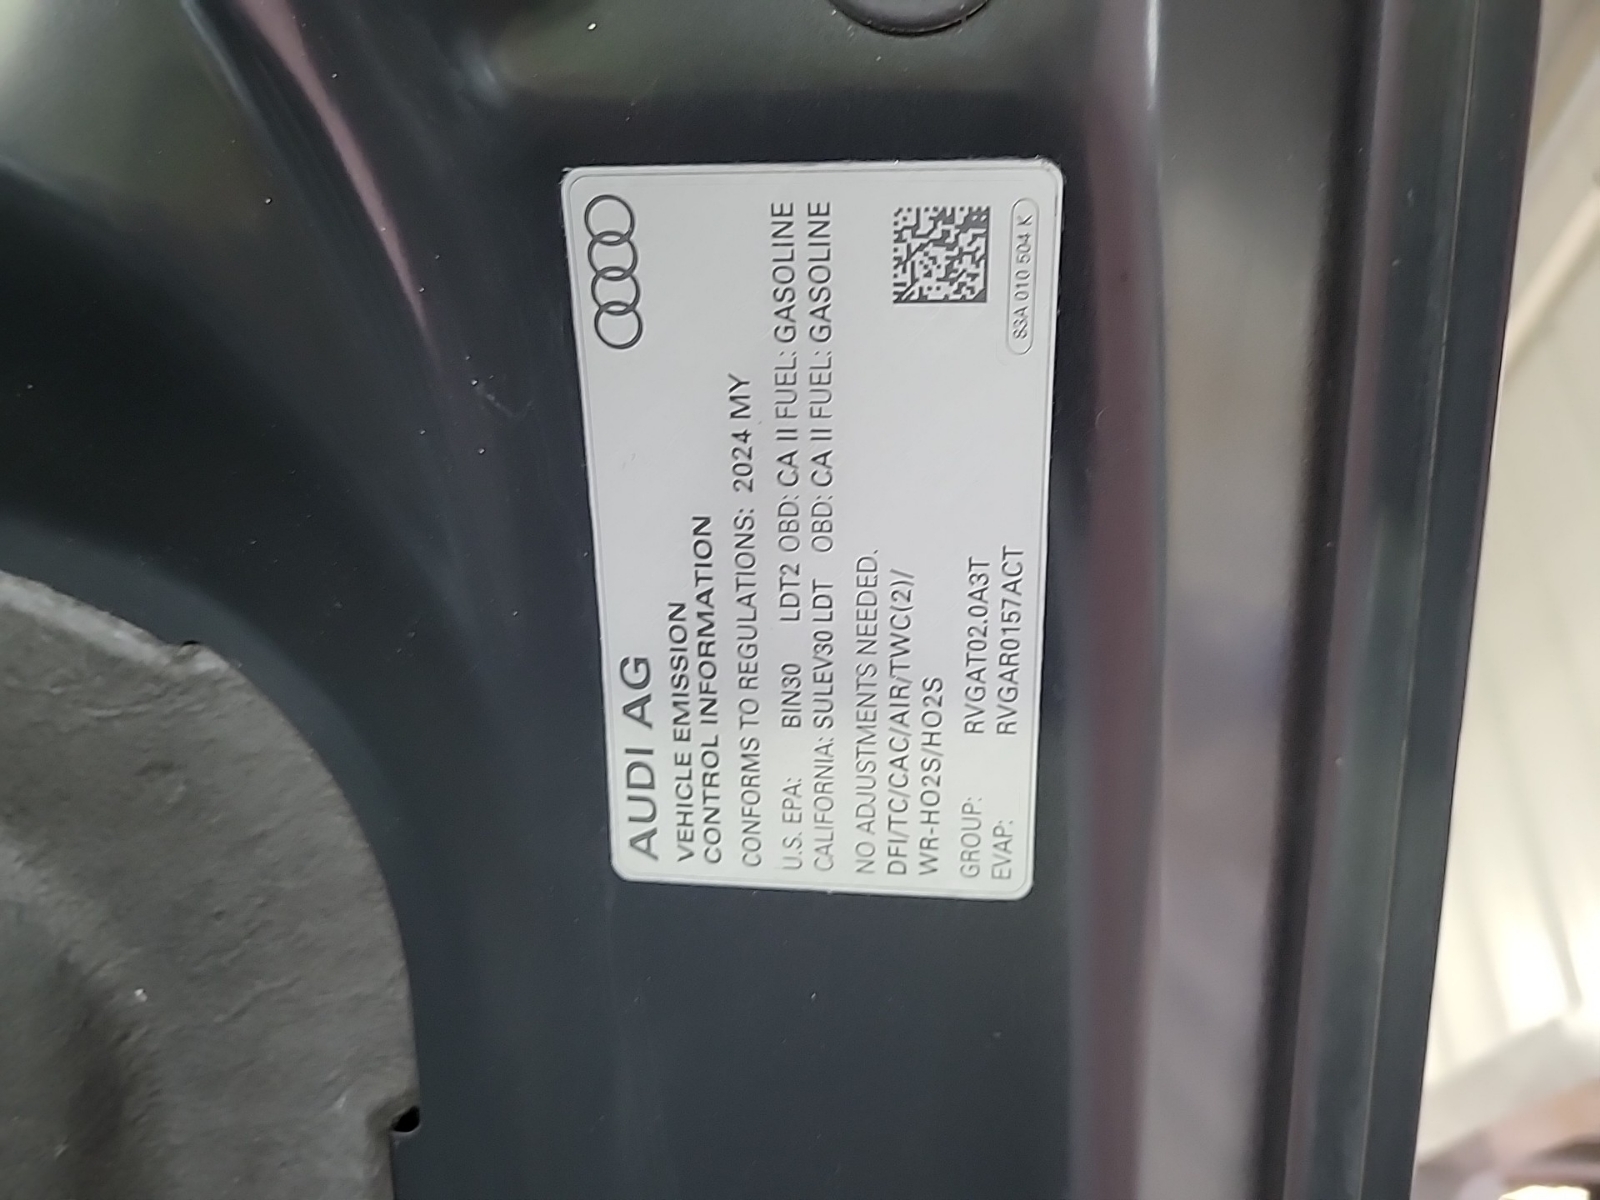 AUDI AG
VEHICLE EMISSION
CONTROL INFORMATION
CONFORMS TO REGULATIONS: 2024 MY
U.S. EPA: BIN30 LDT2 OBD: CA II FUEL: GASOLINE
CALIFORNIA: SULEV30 LDT OBD: CA II FUEL: GASOLINE
NO ADJUSTMENTS NEEDED.
DFI/TC/CAC/AIR/TWC(2)/
WR-HO2S/HO2S
GROUP: RVGAT02.0A3T
EVAP: RVGAR0157ACT
83A 010 504 K